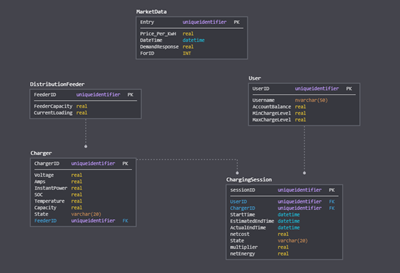 MarketData
Entry uniqueidentifier PK
Price_Per_KWH real
DateTime datetime
DemandResponse real
ForID INT
DistributionFeeder
FeederID uniqueidentifier PK
FeederCapacity real
CurrentLoading real
User
UserID uniqueidentifier PK
Username nvarchar(50)
AccountBalance real
MinChargeLevel real
MaxChargeLevel real
Charger
ChargerID uniqueidentifier PK
Voltage real
Amps real
InstantPower real
SOC real
Temperature real
Capacity real
State varchar(20)
FeederID uniqueidentifier FK
ChargingSession
sessionID uniqueidentifier PK
userID uniqueidentifier FK
chargerID uniqueidentifier FK
StartTime datetime
EstimatedEndTime datetime
ActualEndTime datetime
netcost real
State varchar(20)
multiplier real
netEnergy real